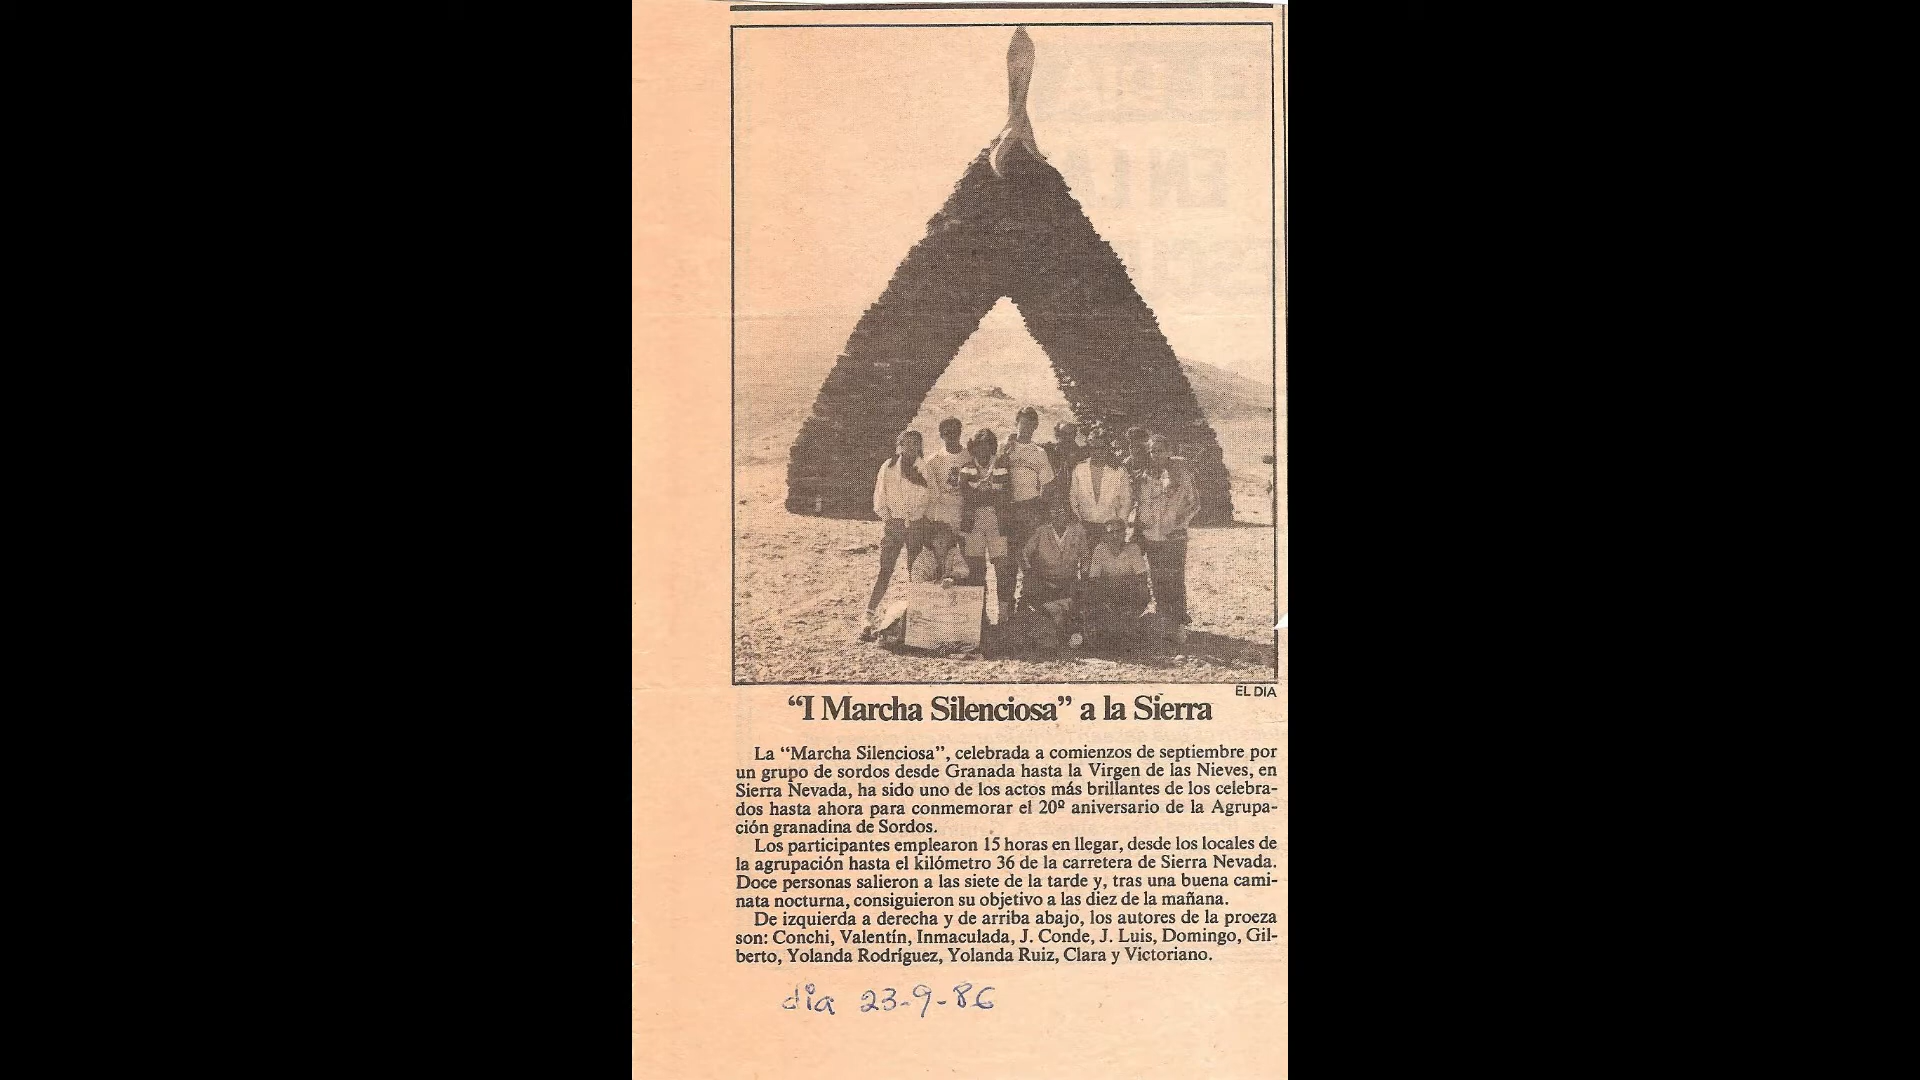 EL DIA
“I Marcha Silenciosa” a la Sierra
La “Marcha Silenciosa”, celebrada a comienzos de septiembre por
un grupo de sordos desde Granada hasta la Virgen de las Nieves, en
Sierra Nevada, ha sido uno de los actos más brillantes de los celebra-
dos hasta ahora para conmemorar el 20º aniversario de la Agrupa-
ción granadina de Sordos.
Los participantes emplearon 15 horas en llegar, desde los locales de
la agrupación hasta el kilómetro 36 de la carretera de Sierra Nevada.
Doce personas salieron a las siete de la tarde y, tras una buena cami-
nata nocturna, consiguieron su objetivo a las diez de la mañana.
De izquierda a derecha y de arriba abajo, los autores de la proeza
son: Conchi, Valentín, Inmaculada, J. Conde, J. Luis, Domingo, Gil-
berto, Yolanda Rodríguez, Yolanda Ruiz, Clara y Victoriano.
dia 23-9-86